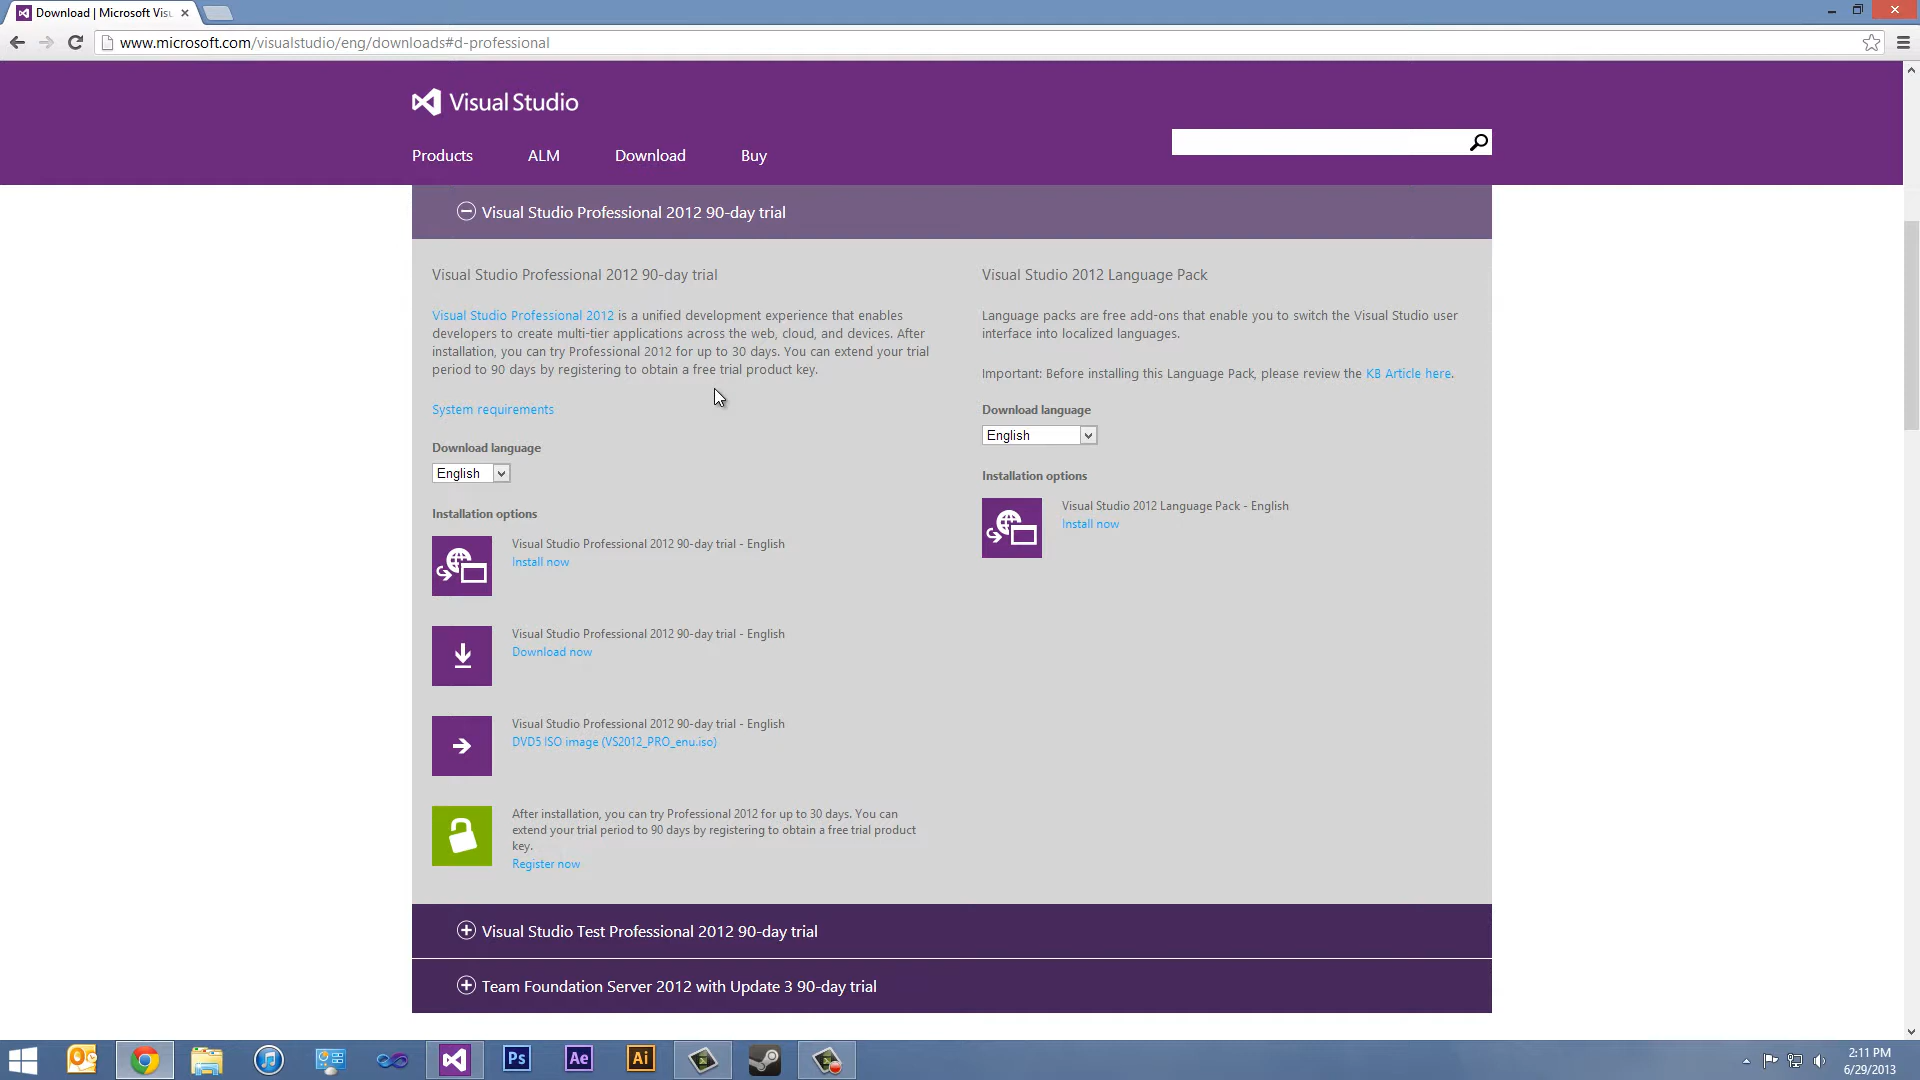 Download | Microsoft Vis
www.microsoft.com/visualstudio/eng/downloads#d-professional
Visual Studio
Products
ALM
Download
Buy
Visual Studio Professional 2012 90-day trial
Visual Studio Professional 2012 90-day trial
Visual Studio Professional 2012 is a unified development experience that enables
developers to create multi-tier applications across the web, cloud, and devices. After
installation, you can try Professional 2012 for up to 30 days. You can extend your trial
period to 90 days by registering to obtain a free trial product key.
System requirements
Download language
English
Installation options
Visual Studio Professional 2012 90-day trial - English
Install now
Visual Studio Professional 2012 90-day trial - English
Download now
Visual Studio Professional 2012 90-day trial - English
DVD5 ISO image (VS2012_PRO_enu.iso)
After installation, you can try Professional 2012 for up to 30 days. You can
extend your trial period to 90 days by registering to obtain a free trial product
key.
Register now
Visual Studio 2012 Language Pack
Language packs are free add-ons that enable you to switch the Visual Studio user
interface into localized languages.
Important: Before installing this Language Pack, please review the KB Article here.
Download language
English
Installation options
Visual Studio 2012 Language Pack - English
Install now
Visual Studio Test Professional 2012 90-day trial
Team Foundation Server 2012 with Update 3 90-day trial
Ps
Ae
Ai
2:11 PM
6/29/2013